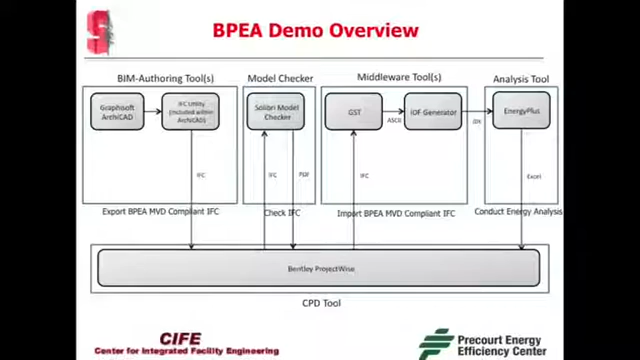 BPEA Demo Overview
BIM-Authoring Tool(s)
Model Checker
Middleware Tool(s)
Analysis Tool
Graphisoft
ArchiCAD
IFC Utility
(included within
ArchiCAD)
Solibri Model
Checker
GST
ASCII
IDF Generator
IDF
EnergyPlus
IFC
IFC
PDF
IFC
Excel
Export BPEA MVD Compliant IFC
Check IFC
Import BPEA MVD Compliant IFC
Conduct Energy Analysis
Bentley ProjectWise
CPD Tool
CIFE
Center for Integrated Facility Engineering
Precourt Energy
Efficiency Center